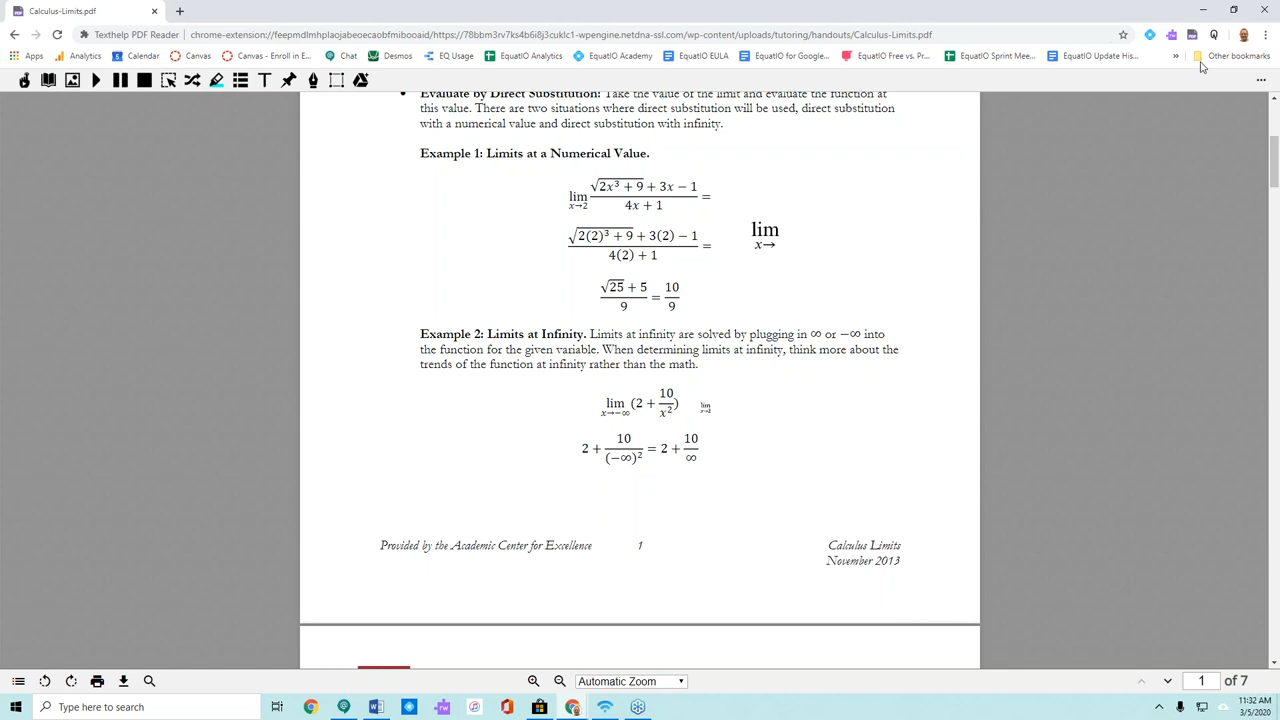 Calculus-Limits.pdf
Texthelp PDF Reader | chrome-extension://feepmdlmhplaojabeoecaobfmibooaid/https://78bbm3rv7ks4b6i8j3cuklc1-wpengine.netdna-ssl.com/wp-content/uploads/tutoring/handouts/Calculus-Limits.pdf
Apps Analytics Calendar Canvas Canvas - Enroll in E... Chat Desmos EQ Usage EquatIO Analytics EquatIO Academy EquatIO EULA EquatIO for Google... EquatIO Free vs. Pr... EquatIO Sprint Mee... EquatIO Update His... » Other bookmarks
• Evaluate by Direct Substitution: Take the value of the limit and evaluate the function at
this value. There are two situations where direct substitution will be used, direct substitution
with a numerical value and direct substitution with infinity.
Example 1: Limits at a Numerical Value.
lim x→2 (√(2x³ + 9) + 3x − 1)/(4x + 1) =
(√(2(2)³ + 9) + 3(2) − 1)/(4(2) + 1) =
lim x→
(√25 + 5)/9 = 10/9
Example 2: Limits at Infinity. Limits at infinity are solved by plugging in ∞ or −∞ into
the function for the given variable. When determining limits at infinity, think more about the
trends of the function at infinity rather than the math.
lim x→−∞ (2 + 10/x²) lim
2 + 10/(−∞)² = 2 + 10/∞
Provided by the Academic Center for Excellence 1 Calculus Limits
November 2013
Automatic Zoom 1 of 7
Type here to search
11:32 AM
3/5/2020